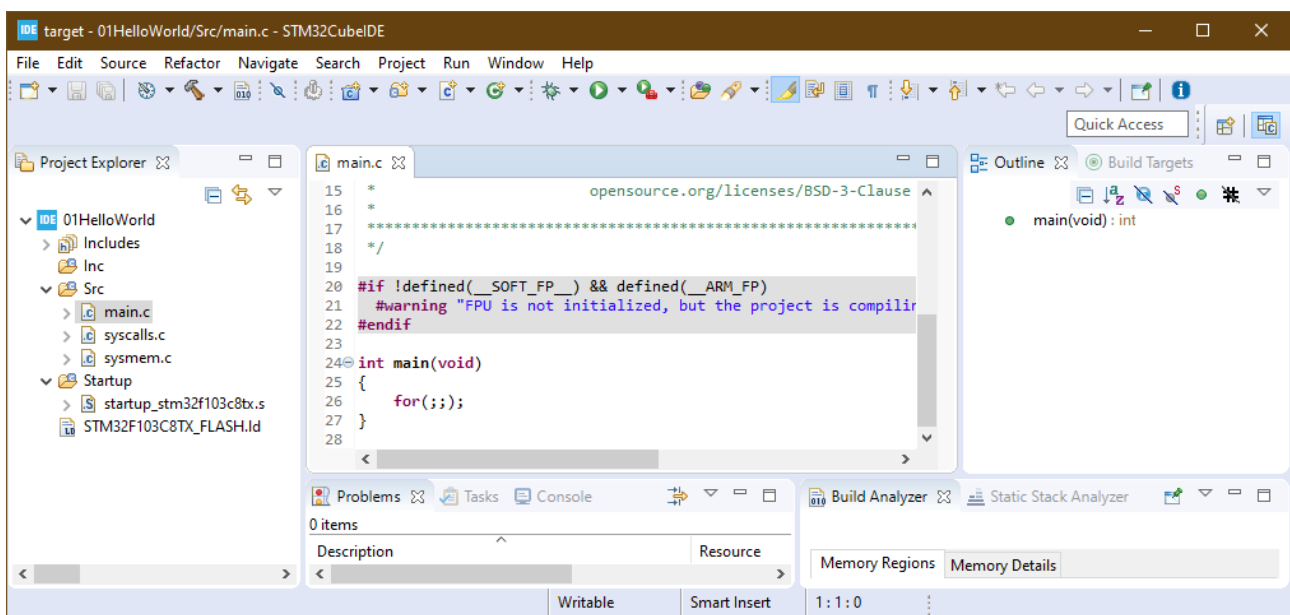 IDE target - 01HelloWorld/Src/main.c - STM32CubeIDE
File Edit Source Refactor Navigate Search Project Run Window Help
Quick Access
Project Explorer
IDE 01HelloWorld
Includes
Inc
Src
main.c
syscalls.c
sysmem.c
Startup
startup_stm32f103c8tx.s
STM32F103C8TX_FLASH.ld
main.c
15 * opensource.org/licenses/BSD-3-Clause
16 *
17 ******************************************************************************
18 */
19
20 #if !defined(__SOFT_FP__) && defined(__ARM_FP)
21 #warning "FPU is not initialized, but the project is compilin
22 #endif
23
24 int main(void)
25 {
26 for(;;);
27 }
28
Outline Build Targets
main(void) : int
Problems Tasks Console
0 items
Description Resource
Build Analyzer Static Stack Analyzer
Memory Regions Memory Details
Writable Smart Insert 1 : 1 : 0